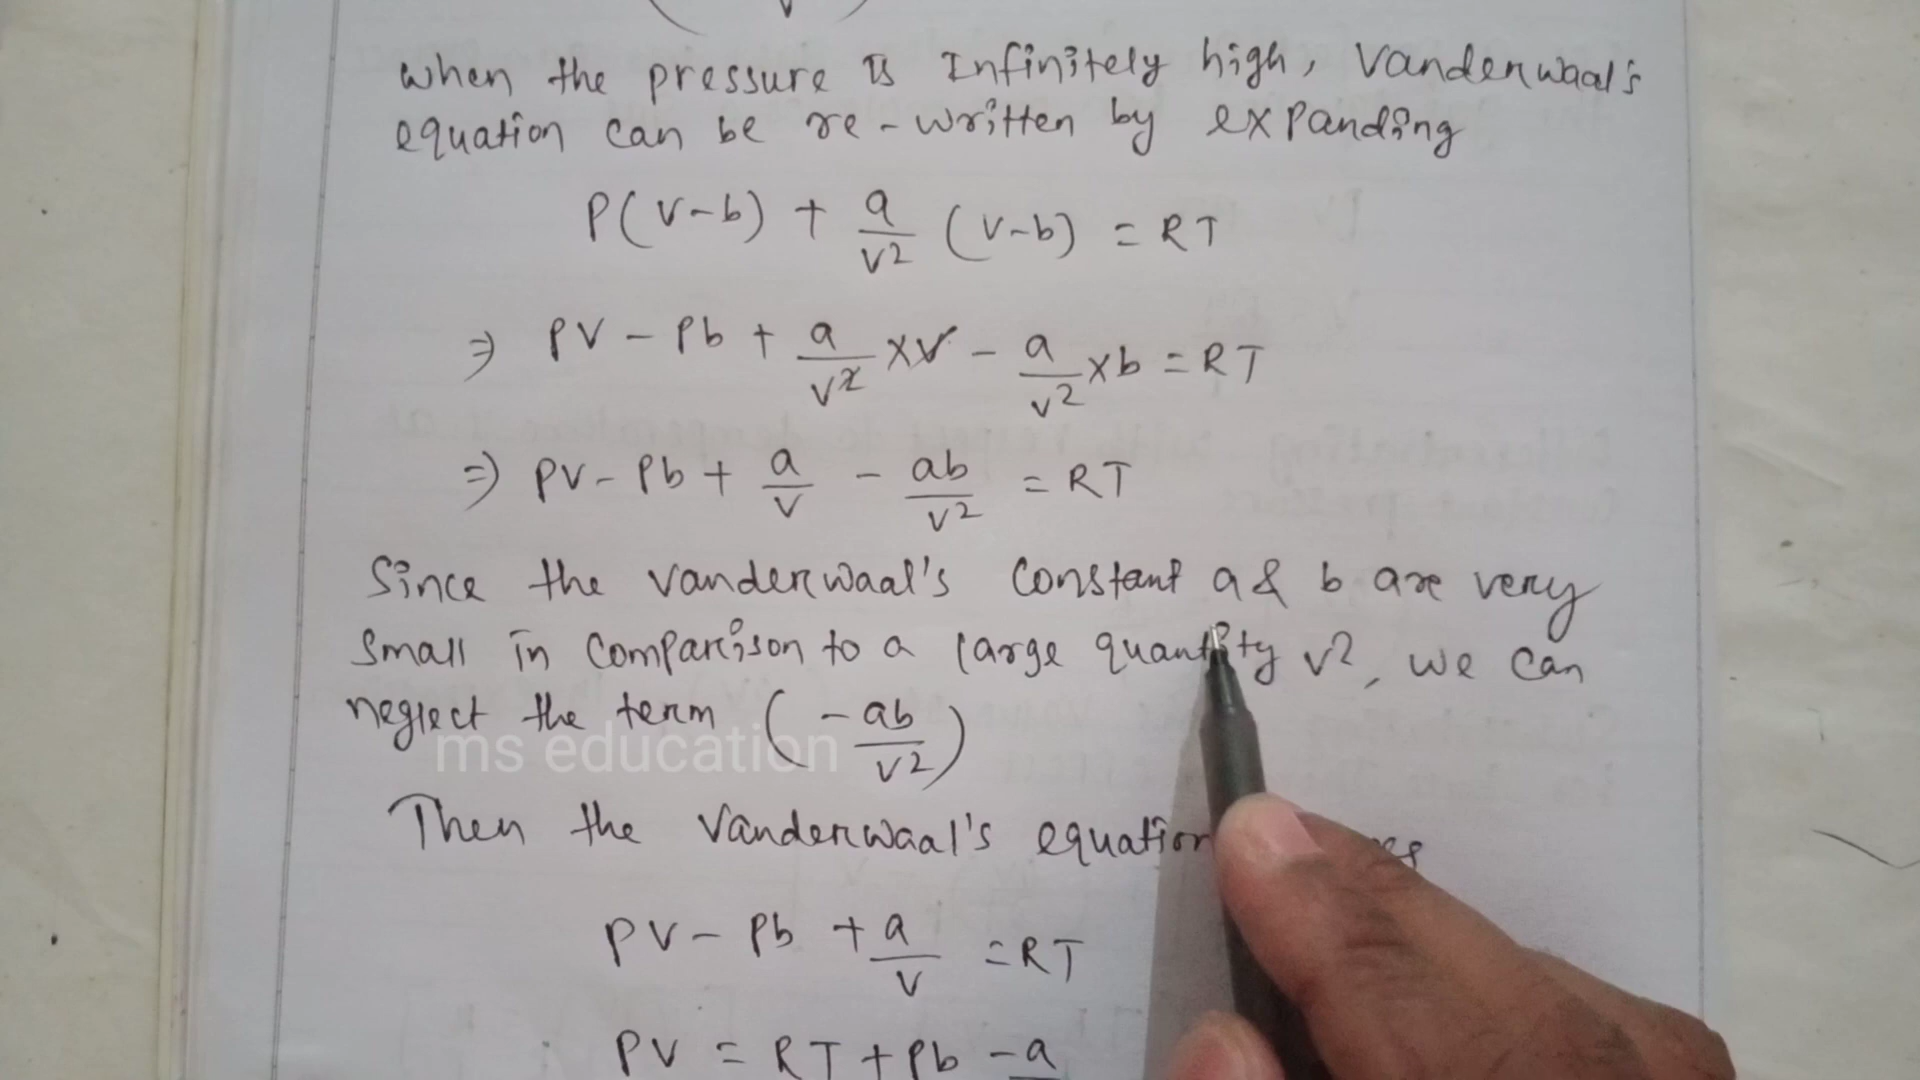 when the pressure is Infinitely high, Vanderwaal's
equation can be re-written by expanding
P(V-b) + a/V² (V-b) = RT
⇒ PV - Pb + a/V² × V - a/V² × b = RT
⇒ PV - Pb + a/V - ab/V² = RT
Since the vanderwaal's constant a & b are very
small in comparison to a large quantity V², we can
neglect the term (-ab/V²)
ms education
Then the Vanderwaal's equation
PV - Pb + a/V = RT
PV = RT + Pb - a